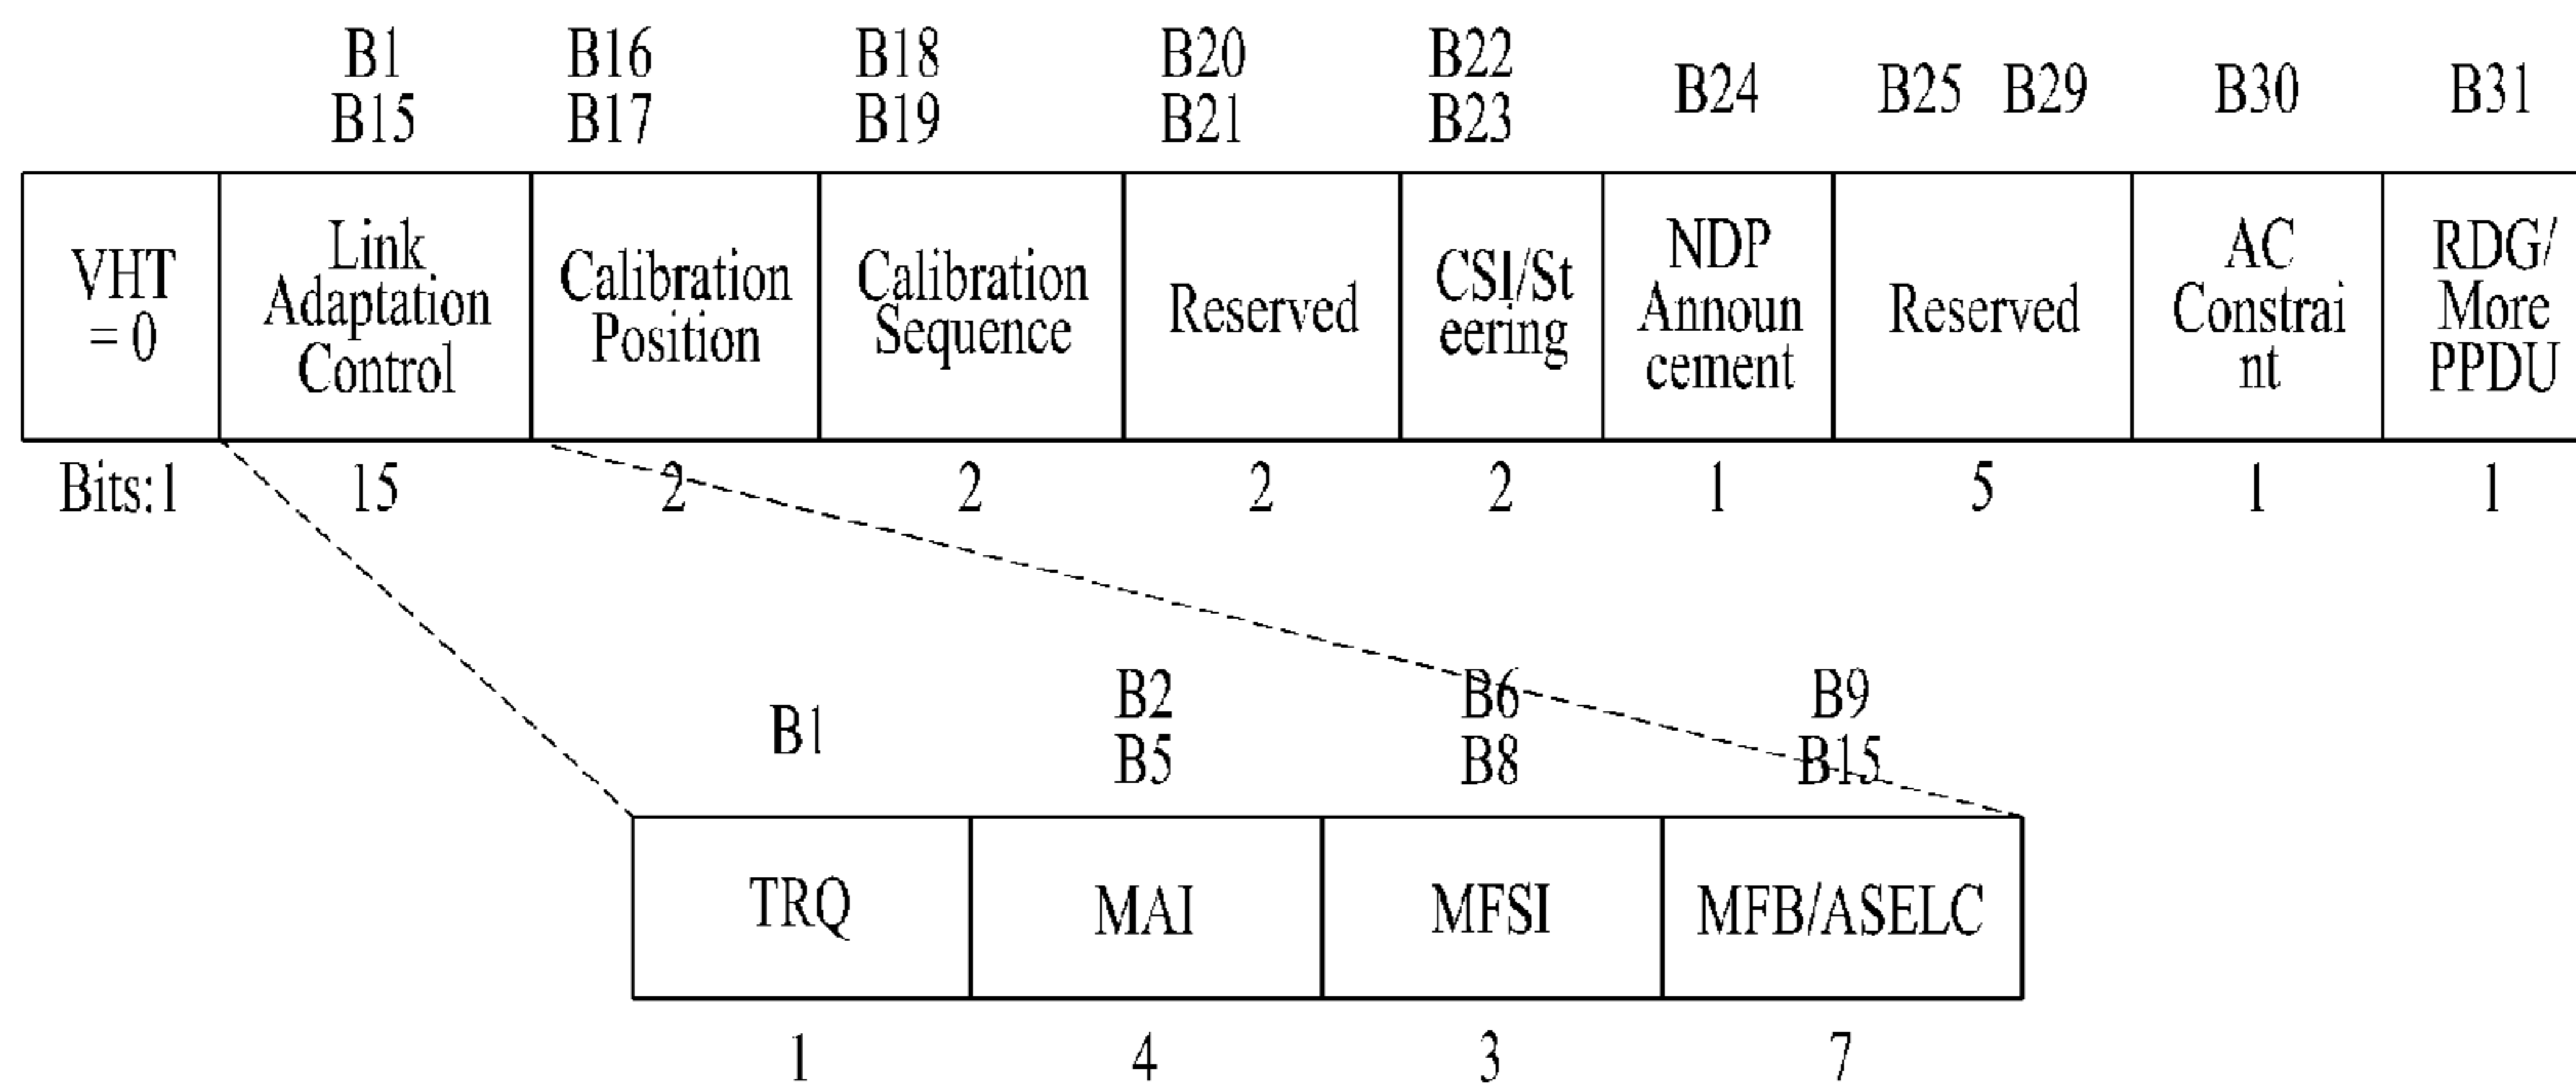 B1 B16 B18 B20 B22
B15 B17 B19 B21 B23 B24 B25 B29 B30 B31
VHT
= 0
Link
Adaptation
Control
Calibration
Position
Calibration
Sequence
Reserved
CSI/St
eering
NDP
Announ
cement
Reserved
AC
Constrai
nt
RDG/
More
PPDU
Bits:1 15 2 2 2 2 1 5 1 1
B1 B2 B6 B9
B5 B8 B15
TRQ MAI MFSI MFB/ASELC
1 4 3 7